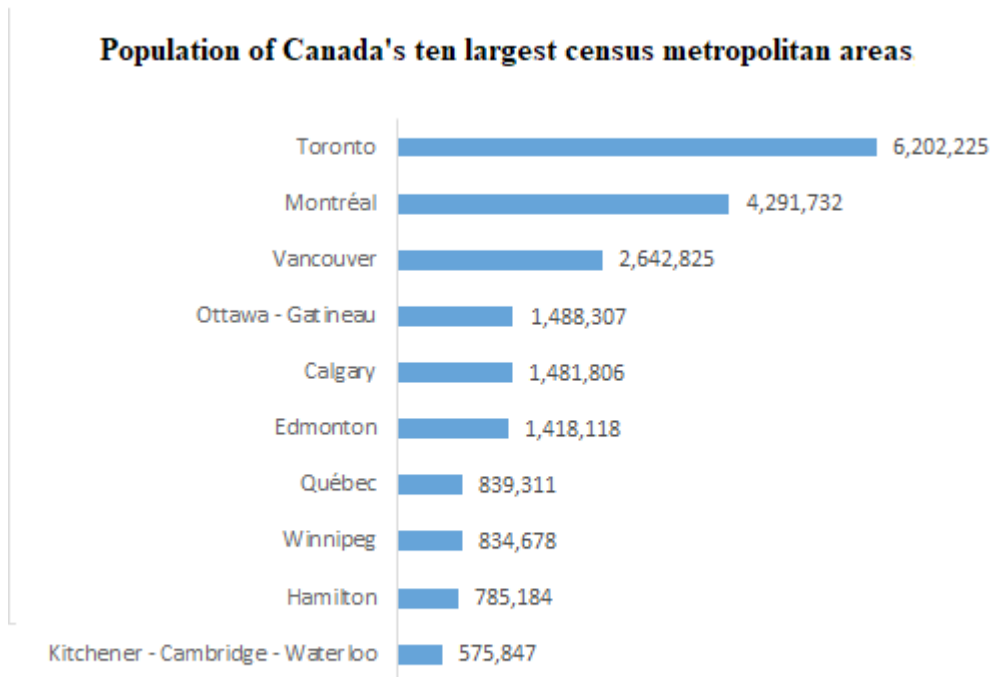 Population of Canada's ten largest census metropolitan areas
Toronto 6,202,225
Montréal 4,291,732
Vancouver 2,642,825
Ottawa - Gatineau 1,488,307
Calgary 1,481,806
Edmonton 1,418,118
Québec 839,311
Winnipeg 834,678
Hamilton 785,184
Kitchener - Cambridge - Waterloo 575,847